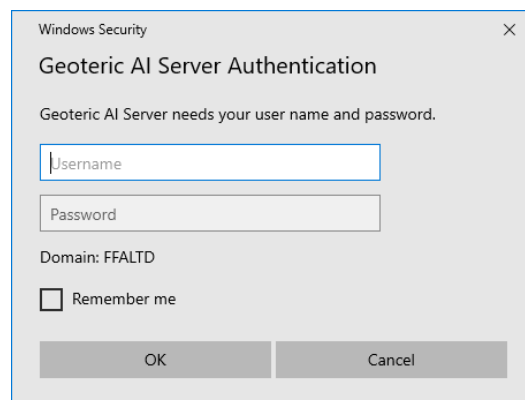 Windows Security
Geoteric AI Server Authentication
Geoteric AI Server needs your user name and password.
Username
Password
Domain: FFALTD
Remember me
OK
Cancel